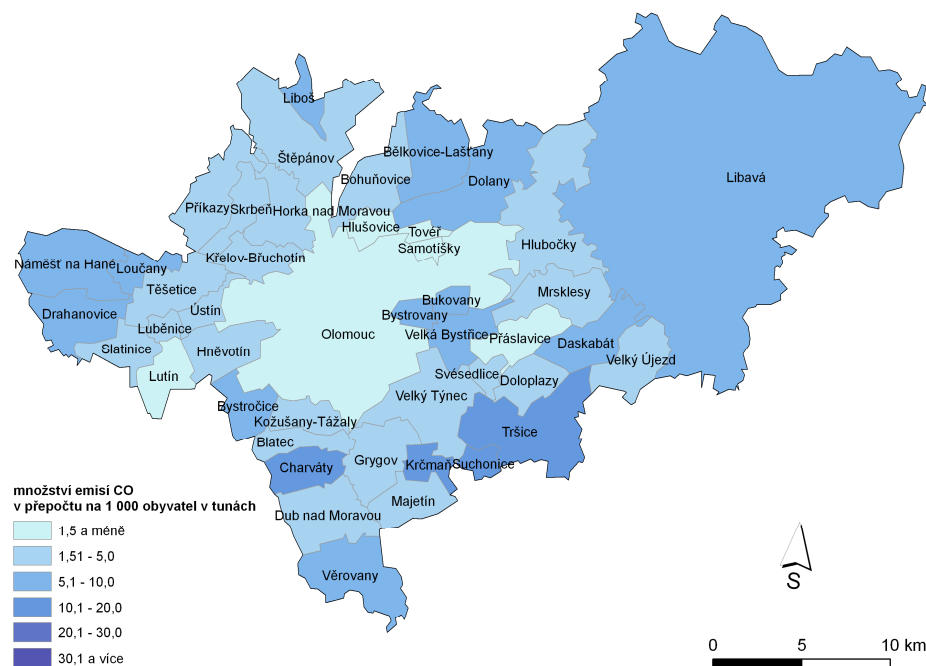 Liboš
Štěpánov
Bělkovice-Lašťany
Bohuňovice
Dolany
Libavá
Příkazy
Skrbeň
Horka nad Moravou
Hlušovice
Tovéř
Samotíšky
Hlubočky
Křelov-Břuchotín
Náměšť na Hané
Loučany
Těšetice
Mrsklesy
Bukovany
Bystrovany
Drahanovice
Ústín
Luběnice
Olomouc
Velká Bystřice
Přáslavice
Daskabát
Slatinice
Hněvotín
Velký Újezd
Lutín
Svésedlice
Doloplazy
Velký Týnec
Bystročice
Kožušany-Tážaly
Blatec
Tršice
Charváty
Grygov
Krčmaň
Suchonice
Majetín
Dub nad Moravou
Věrovany
množství emisí CO
v přepočtu na 1 000 obyvatel v tunách
1,5 a méně
1,51 - 5,0
5,1 - 10,0
10,1 - 20,0
20,1 - 30,0
30,1 a více
S
0 5 10 km